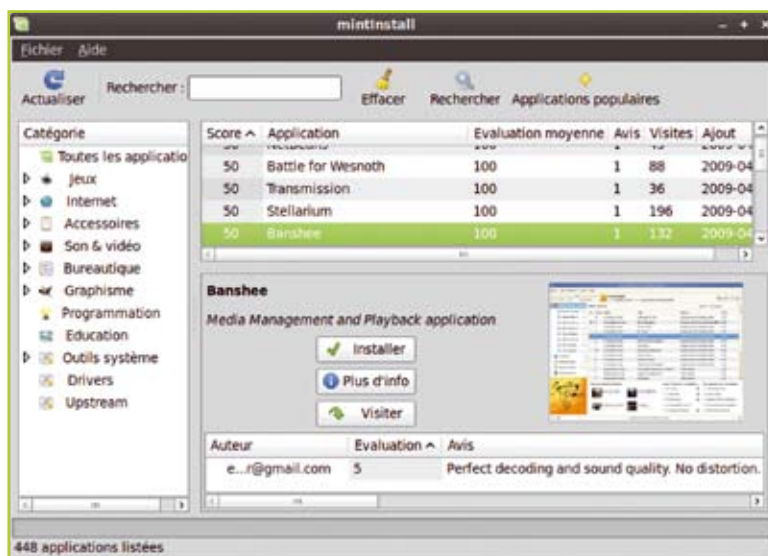 mintInstall
Fichier Aide
Actualiser Rechercher : Effacer Rechercher Applications populaires
Catégorie
Toutes les applicatio
Jeux
Internet
Accessoires
Son & vidéo
Bureautique
Graphisme
Programmation
Education
Outils système
Drivers
Upstream
Score Application Evaluation moyenne Avis Visites Ajout
50 Battle for Wesnoth 100 1 88 2009-04
50 Transmission 100 1 36 2009-04
50 Stellarium 100 1 196 2009-04
50 Banshee 100 1 132 2009-04
Banshee
Media Management and Playback application
Installer
Plus d'info
Visiter
Auteur Evaluation Avis
e...r@gmail.com 5 Perfect decoding and sound quality. No distortion.
448 applications listées